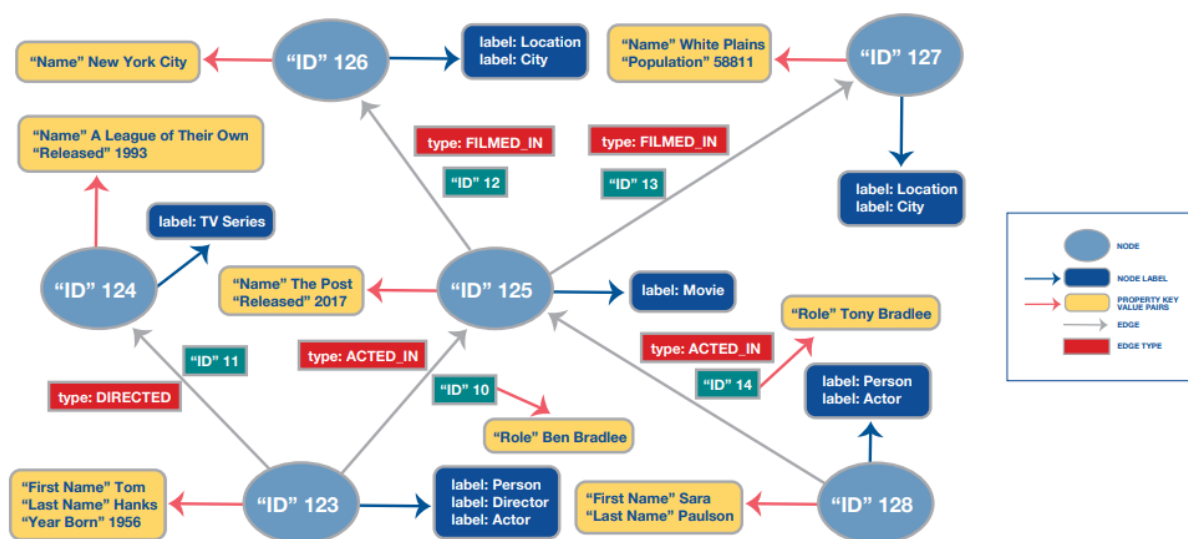 “Name” New York City
“ID” 126
label: Location
label: City
“Name” White Plains
“Population” 58811
“ID” 127
“Name” A League of Their Own
“Released” 1993
type: FILMED_IN
type: FILMED_IN
“ID” 12
“ID” 13
label: Location
label: City
label: TV Series
“ID” 124
“Name” The Post
“Released” 2017
“ID” 125
label: Movie
“Role” Tony Bradlee
“ID” 11
type: ACTED_IN
type: ACTED_IN
type: DIRECTED
“ID” 10
“ID” 14
label: Person
label: Actor
“Role” Ben Bradlee
“First Name” Tom
“Last Name” Hanks
“Year Born” 1956
“ID” 123
label: Person
label: Director
label: Actor
“First Name” Sara
“Last Name” Paulson
“ID” 128
NODE
NODE LABEL
PROPERTY KEY
VALUE PAIRS
EDGE
EDGE TYPE